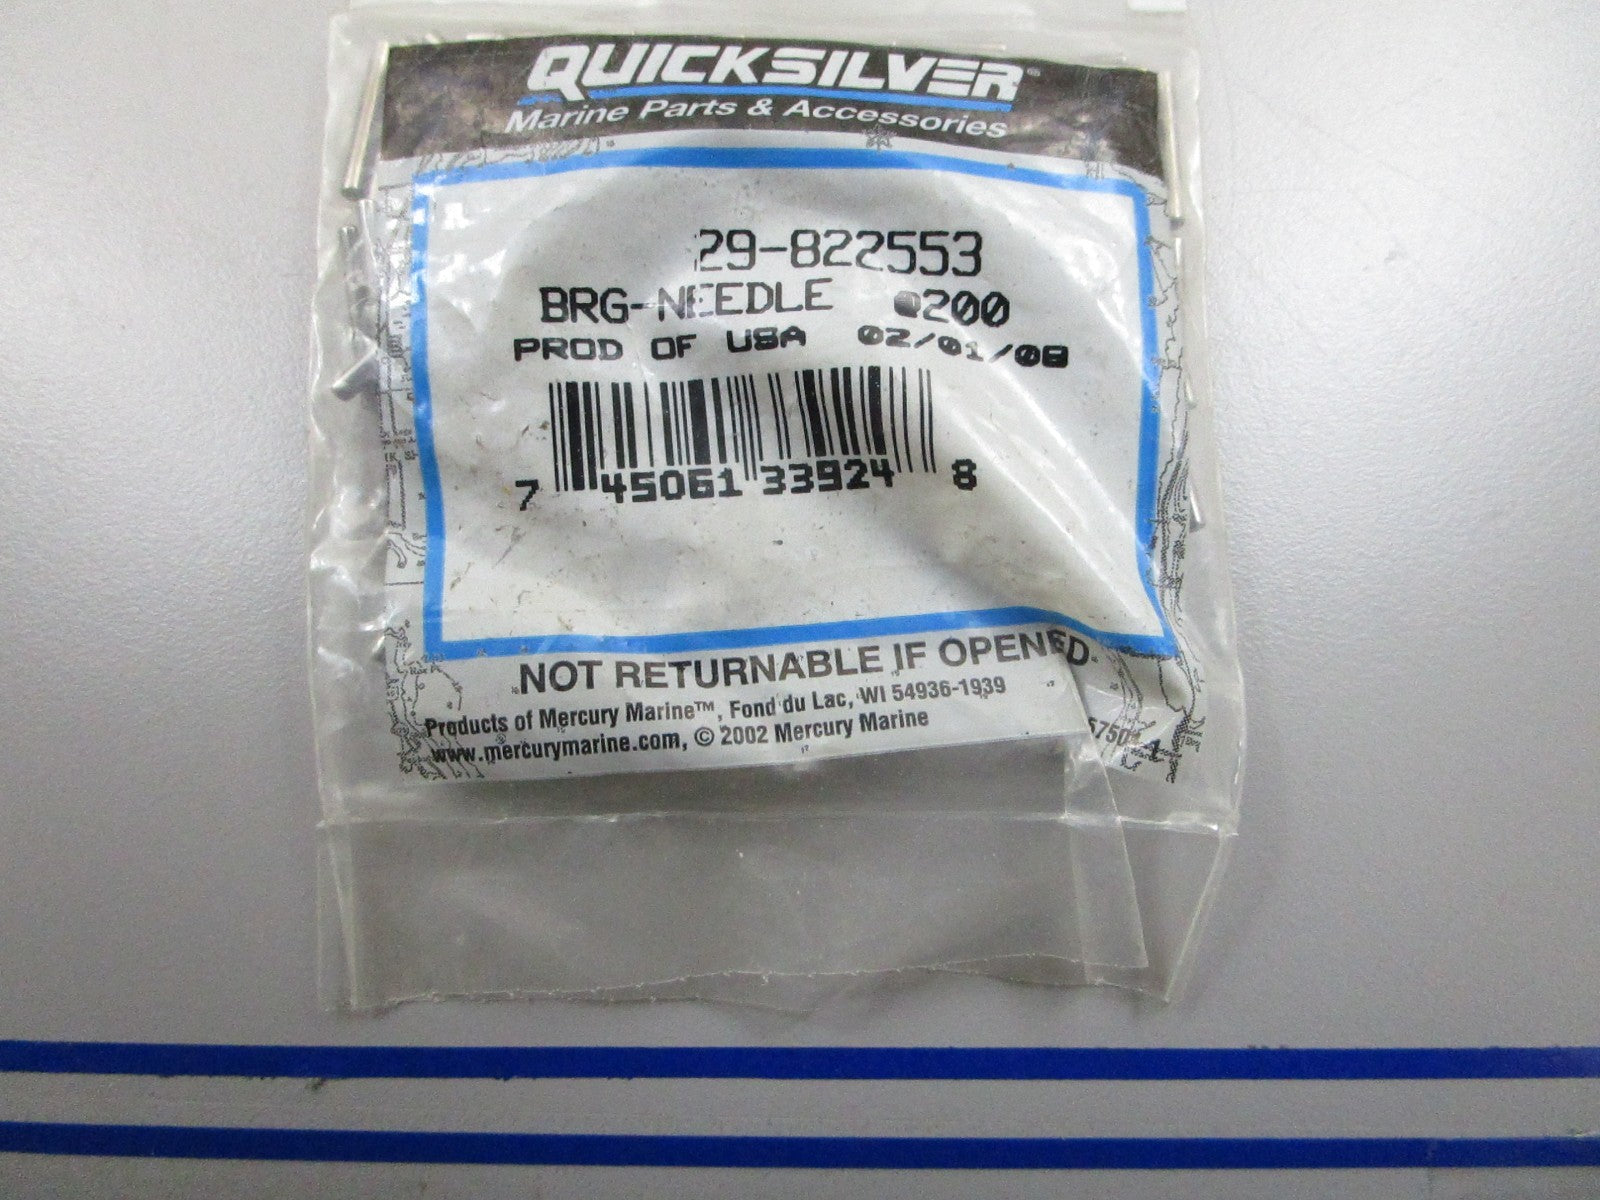 QUICKSILVER
Marine Parts & Accessories
29-822553
BRG-NEEDLE 0200
PROD OF USA 02/01/08
7 45061 33924 8
NOT RETURNABLE IF OPENED
Products of Mercury Marine™, Fond du Lac, WI 54936-1939
www.mercurymarine.com, © 2002 Mercury Marine